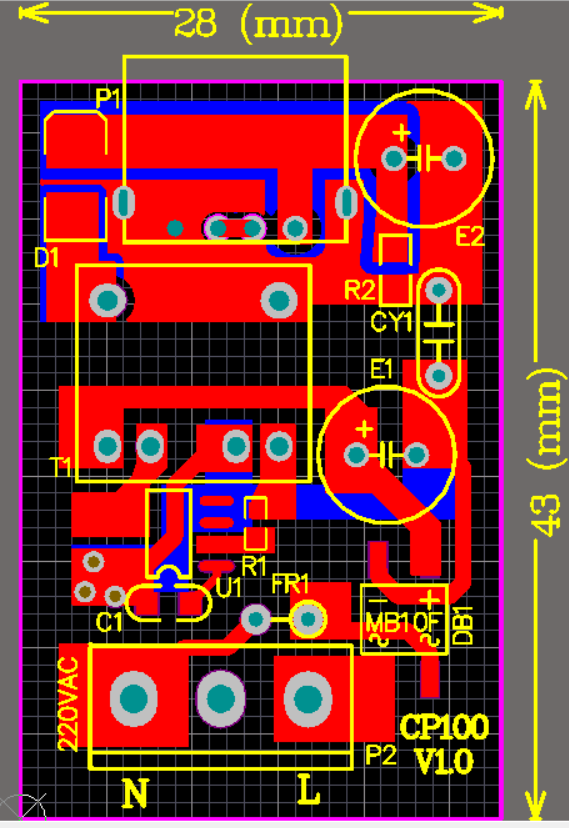 28 (mm)
P1
+
E2
D1
R2
CY1
43 (mm)
E1
+
T1
R1
U1
FR1
C1
- +
MB10F
~ ~
DB1
220VAC
P2
CP100
V1.0
N L